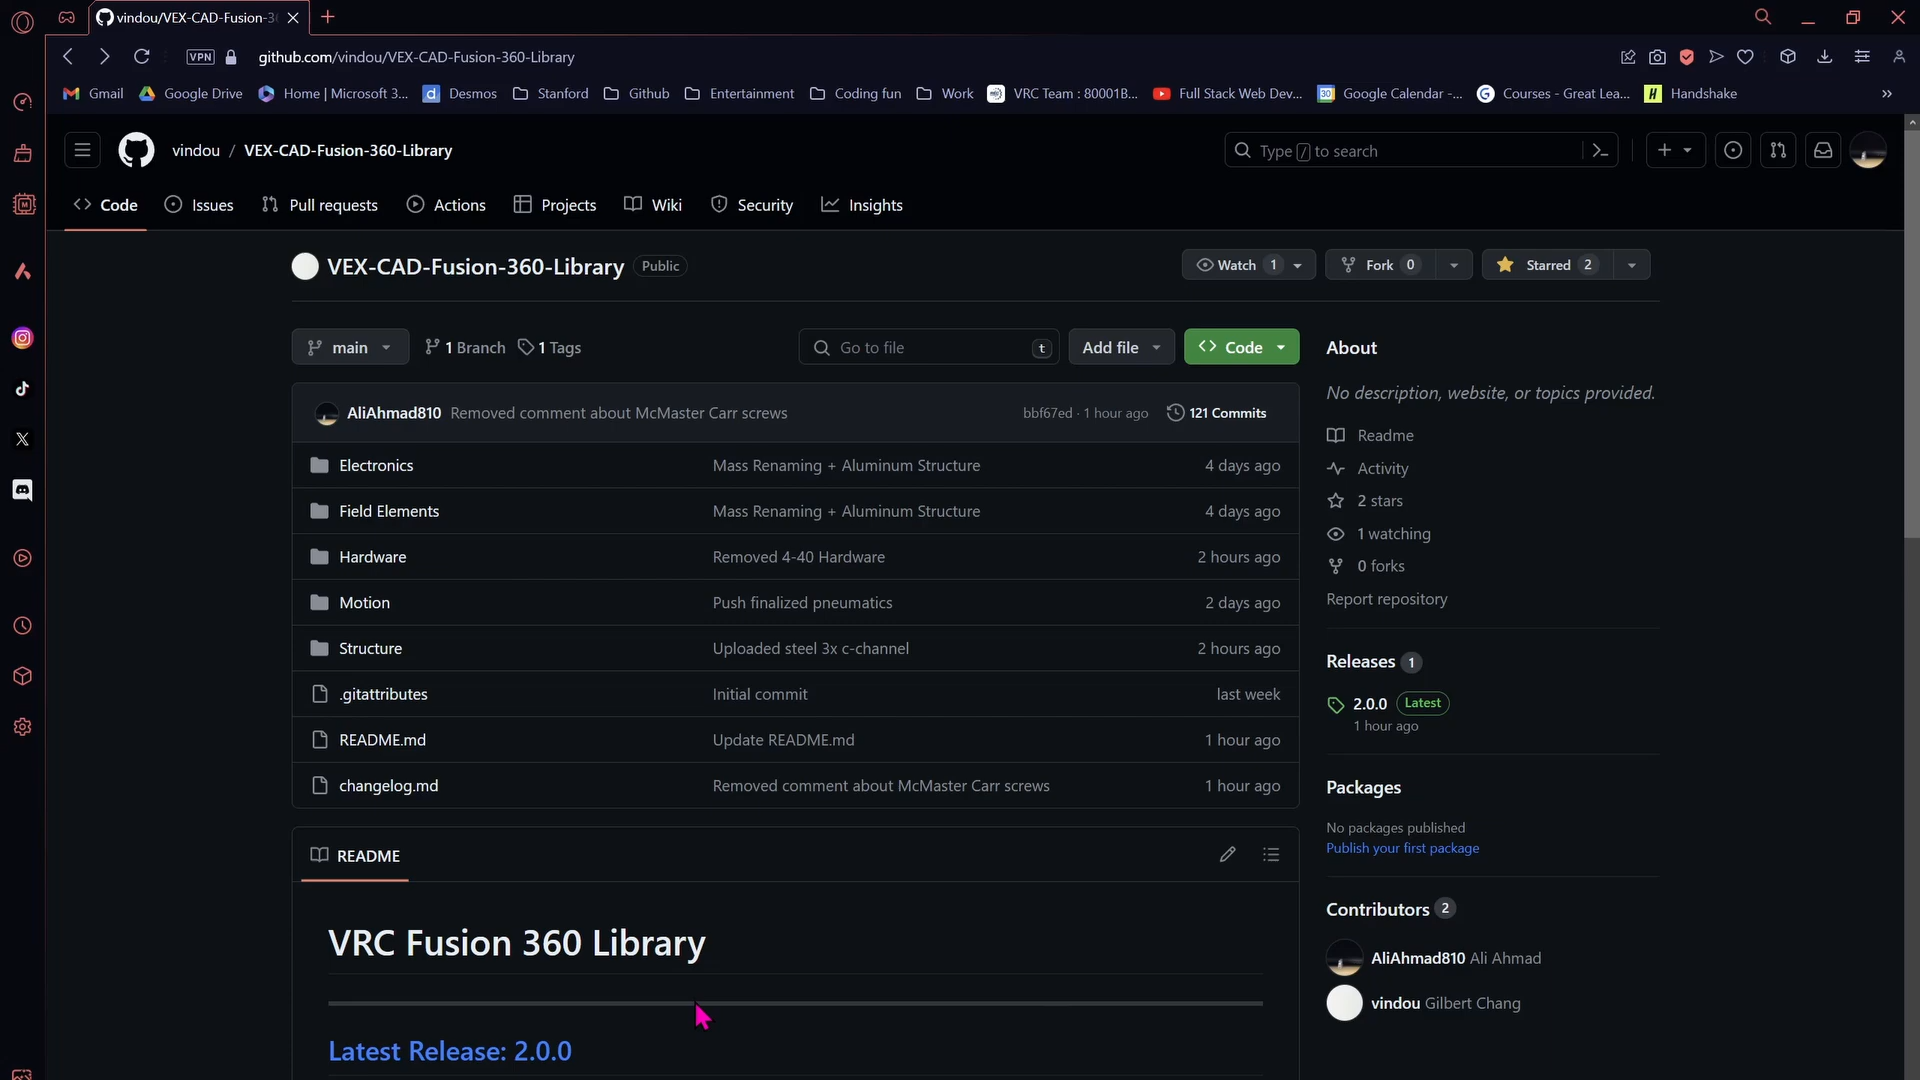 vindou/VEX-CAD-Fusion-3
VPN github.com/vindou/VEX-CAD-Fusion-360-Library
Gmail Google Drive Home | Microsoft 3... d Desmos Stanford Github Entertainment Coding fun Work VRC Team : 80001B... Full Stack Web Dev... 30 Google Calendar -... G Courses - Great Lea... H Handshake »
vindou / VEX-CAD-Fusion-360-Library Type / to search
Code Issues Pull requests Actions Projects Wiki Security Insights
VEX-CAD-Fusion-360-Library Public Watch 1 Fork 0 Starred 2
main 1 Branch 1 Tags Go to file t Add file Code
About
No description, website, or topics provided.
AliAhmad810 Removed comment about McMaster Carr screws bbf67ed · 1 hour ago 121 Commits
Electronics Mass Renaming + Aluminum Structure 4 days ago
Field Elements Mass Renaming + Aluminum Structure 4 days ago
Hardware Removed 4-40 Hardware 2 hours ago
Motion Push finalized pneumatics 2 days ago
Structure Uploaded steel 3x c-channel 2 hours ago
.gitattributes Initial commit last week
README.md Update README.md 1 hour ago
changelog.md Removed comment about McMaster Carr screws 1 hour ago
Readme
Activity
2 stars
1 watching
0 forks
Report repository
Releases 1
2.0.0 Latest
1 hour ago
Packages
No packages published
Publish your first package
Contributors 2
AliAhmad810 Ali Ahmad
vindou Gilbert Chang
README
VRC Fusion 360 Library
Latest Release: 2.0.0